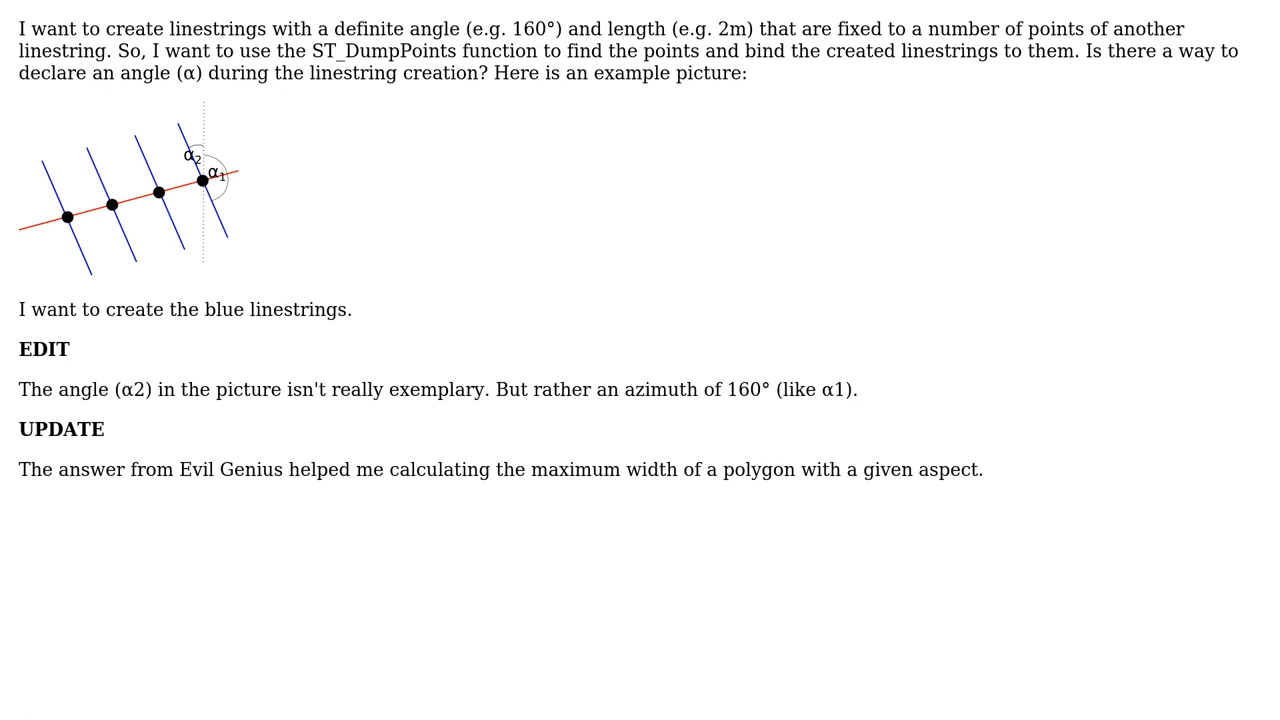 I want to create linestrings with a definite angle (e.g. 160°) and length (e.g. 2m) that are fixed to a number of points of another
linestring. So, I want to use the ST_DumpPoints function to find the points and bind the created linestrings to them. Is there a way to
declare an angle (α) during the linestring creation? Here is an example picture:
α2
α1
I want to create the blue linestrings.
EDIT
The angle (α2) in the picture isn't really exemplary. But rather an azimuth of 160° (like α1).
UPDATE
The answer from Evil Genius helped me calculating the maximum width of a polygon with a given aspect.